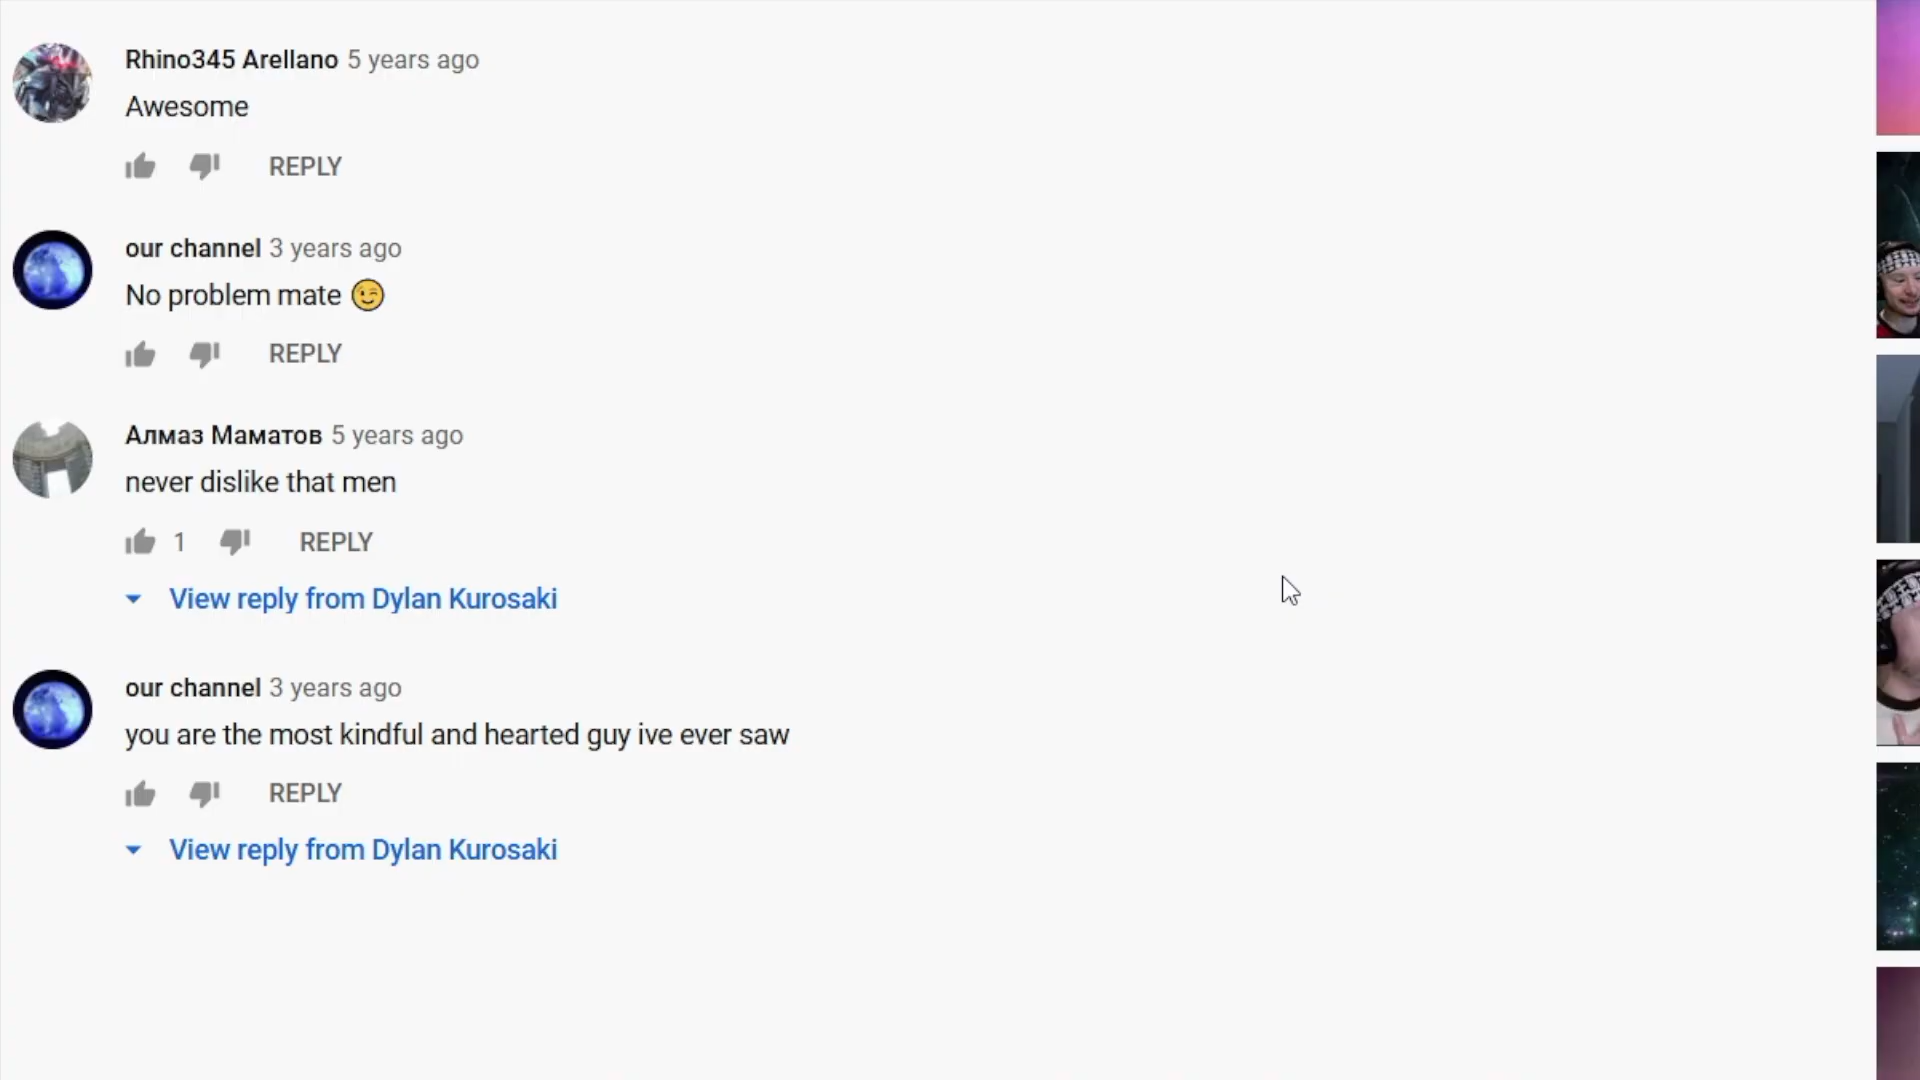 Rhino345 Arellano 5 years ago
Awesome
REPLY
our channel 3 years ago
No problem mate 😉
REPLY
Алмаз Маматов 5 years ago
never dislike that men
1 REPLY
View reply from Dylan Kurosaki
our channel 3 years ago
you are the most kindful and hearted guy ive ever saw
REPLY
View reply from Dylan Kurosaki